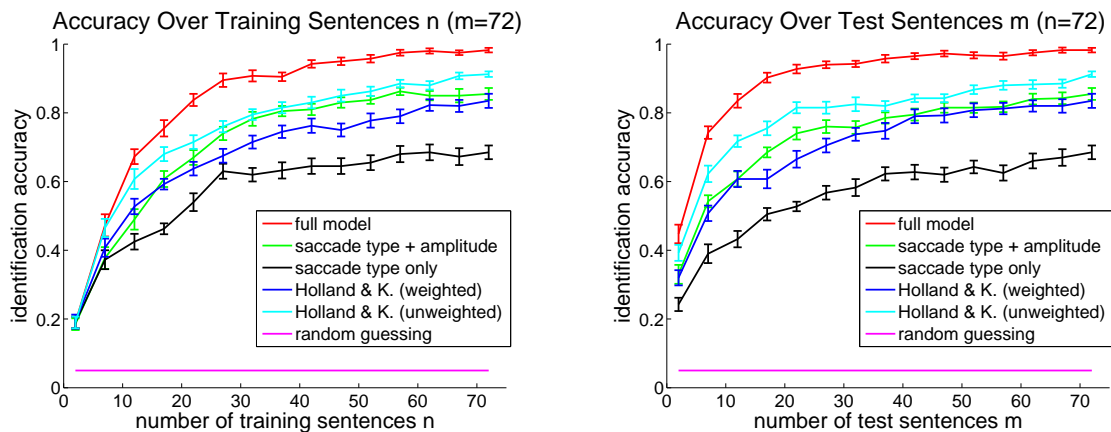 Accuracy Over Training Sentences n (m=72)
identification accuracy
1
0.8
0.6
0.4
0.2
0
0 10 20 30 40 50 60 70
number of training sentences n
full model
saccade type + amplitude
saccade type only
Holland & K. (weighted)
Holland & K. (unweighted)
random guessing
Accuracy Over Test Sentences m (n=72)
identification accuracy
1
0.8
0.6
0.4
0.2
0
0 10 20 30 40 50 60 70
number of test sentences m
full model
saccade type + amplitude
saccade type only
Holland & K. (weighted)
Holland & K. (unweighted)
random guessing